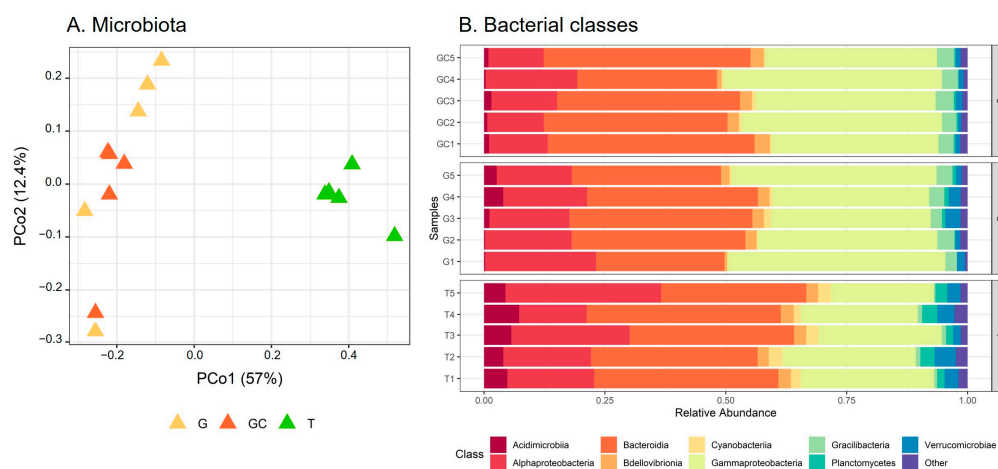 A. Microbiota
0.2
0.1
0.0
−0.1
−0.2
−0.3
PCo2 (12.4%)
−0.2 0.0 0.2 0.4
PCo1 (57%)
G GC T
B. Bacterial classes
GC5
GC4
GC3
GC2
GC1
G5
G4
G3
G2
G1
T5
T4
T3
T2
T1
Samples
0.00 0.25 0.50 0.75 1.00
Relative Abundance
Class
Acidimicrobiia Bacteroidia Cyanobacteriia Gracilibacteria Verrucomicrobiae
Alphaproteobacteria Bdellovibrionia Gammaproteobacteria Planctomycetes Other